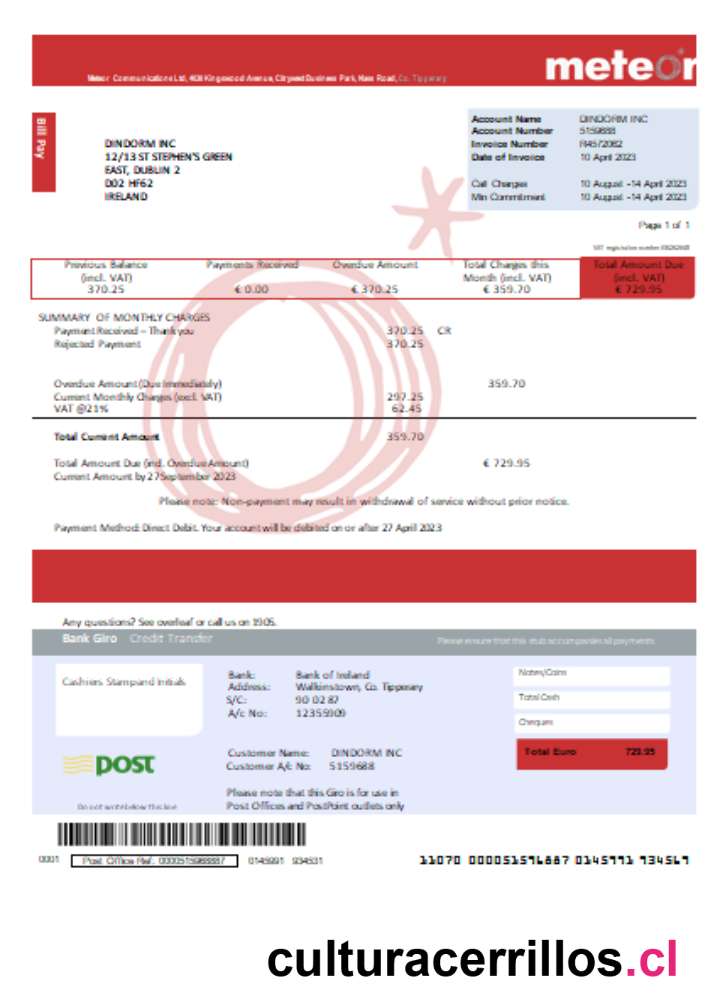 meteor
Meteor Communications Ltd, 4030 Kingswood Avenue, Citywest Business Park, Naas Road, Co. Tipperary
Bill Pay
DINDORM INC
12/13 ST STEPHEN'S GREEN
EAST, DUBLIN 2
D02 HF62
IRELAND
Account Name DINDORM INC
Account Number 5159688
Invoice Number R4572062
Date of Invoice 10 April 2023
Call Charges 10 August -14 April 2023
Min Commitment 10 August -14 April 2023
Page 1 of 1
VAT registration number
Previous Balance (incl. VAT) 370.25
Payments Received € 0.00
Overdue Amount € 370.25
Total Charges this Month (incl. VAT) € 359.70
Total Amount Due (incl. VAT) € 729.95
SUMMARY OF MONTHLY CHARGES
Payment Received – Thank you 370.25 CR
Rejected Payment 370.25
Overdue Amount (Due Immediately) 359.70
Current Monthly Charges (excl. VAT) 297.25
VAT @21% 62.45
Total Current Amount 359.70
Total Amount Due (incl. Overdue Amount) € 729.95
Current Amount by 27 September 2023
Please note: Non-payment may result in withdrawal of service without prior notice.
Payment Method: Direct Debit. Your account will be debited on or after 27 April 2023
Any questions? See overleaf or call us on 1905.
Bank Giro Credit Transfer
Please ensure that this stub accompanies all payments.
Cashiers Stamp and Initials
Bank: Bank of Ireland
Address: Walkinstown, Co. Tipperary
S/C: 90 02 87
A/c No: 12355909
Notes/Coins
Total Cash
Cheques
Total Euro 729.95
post
Customer Name: DINDORM INC
Customer A/c No: 5159688
Please note that this Giro is for use in
Post Offices and PostPoint outlets only
Do not write below this line
0001 Post Office Ref. 0000515968887 0145991 934531
11070 000051596887 0145991 934569
culturacerrillos.cl